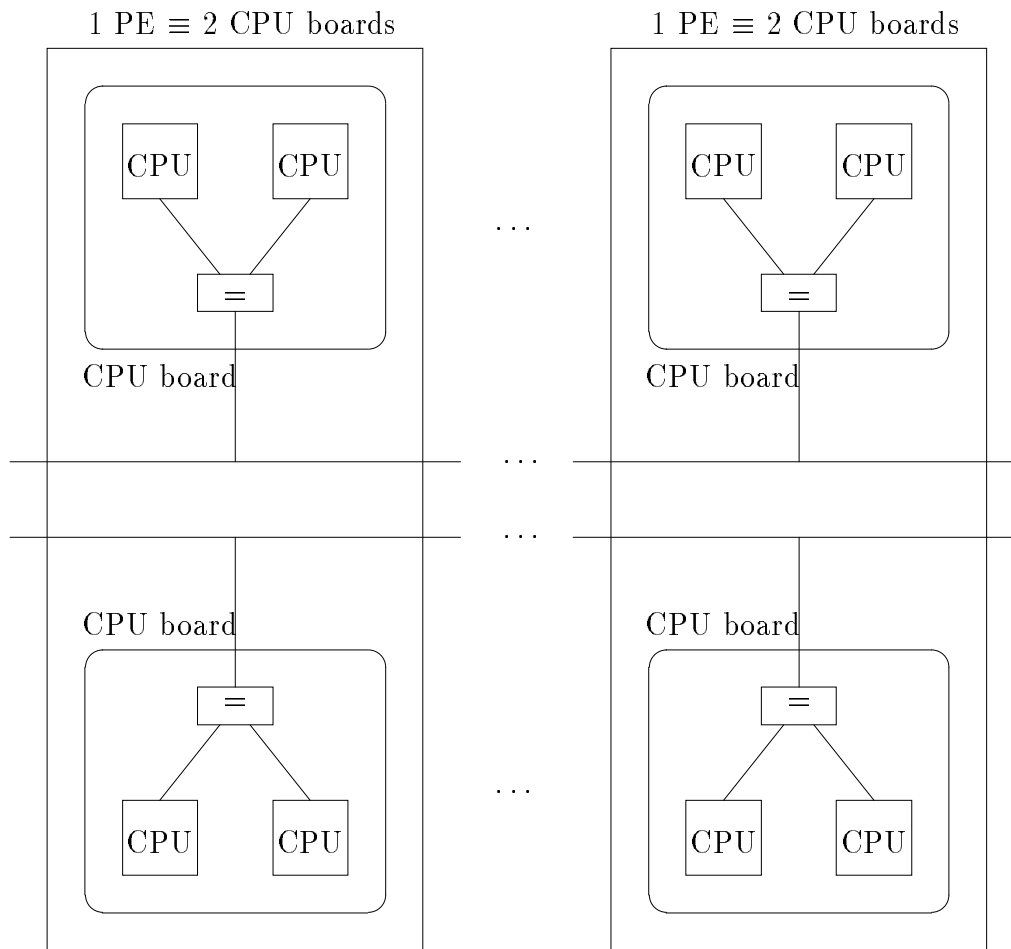 1 PE ≡ 2 CPU boards 1 PE ≡ 2 CPU boards
CPU CPU CPU CPU
. . .
= =
CPU board CPU board
. . .
. . .
CPU board CPU board
= =
. . .
CPU CPU CPU CPU